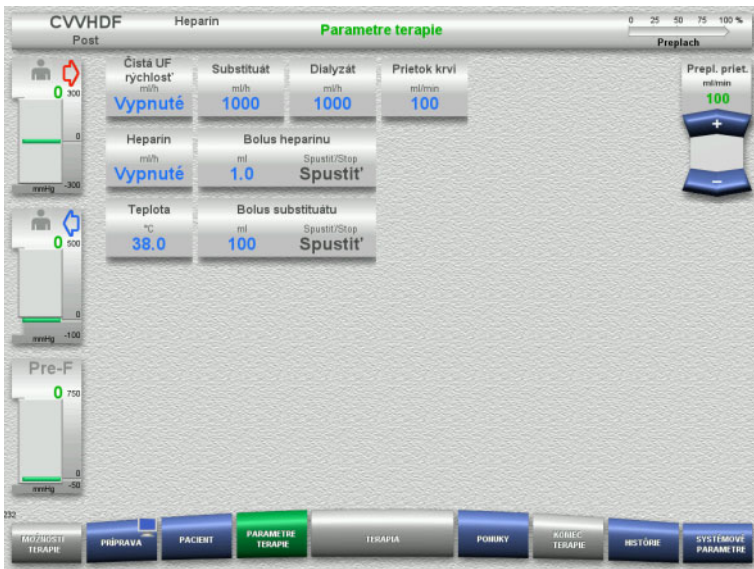 CVVHDF Heparin
Post
Parametre terapie
0 25 50 75 100 %
Preplach
0 300
0
mmHg -300
Čistá UF
rýchlosť
ml/h
Vypnuté
Substituát
ml/h
1000
Dialyzát
ml/h
1000
Prietok krvi
ml/min
100
Prepl. priet.
ml/min
100
+
–
Heparin
ml/h
Vypnuté
Bolus heparinu
ml Spustiť/Stop
1.0 Spustiť
0 500
0
mmHg -100
Teplota
°C
38.0
Bolus substituátu
ml Spustiť/Stop
100 Spustiť
Pre-F
0 750
0
mmHg -50
232
MOŽNOSTI
TERAPIE
PRÍPRAVA
PACIENT
PARAMETRE
TERAPIE
TERAPIA
PONUKY
KONIEC
TERAPIE
HISTÓRIE
SYSTÉMOVÉ
PARAMETRE